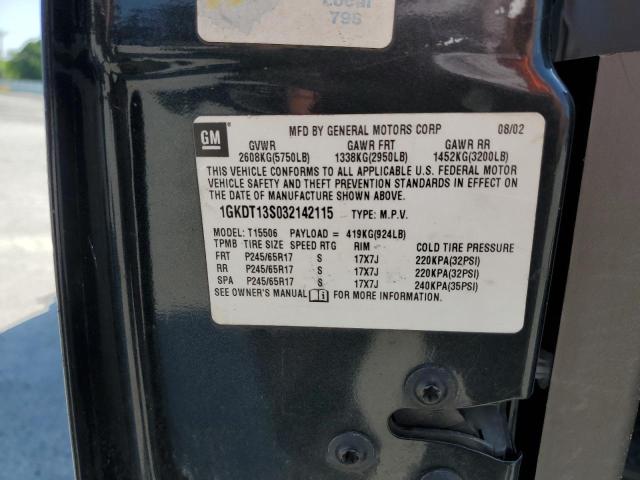 Local
79S
GM
MFD BY GENERAL MOTORS CORP 08/02
GVWR GAWR FRT GAWR RR
2608KG(5750LB) 1338KG(2950LB) 1452KG(3200LB)
THIS VEHICLE CONFORMS TO ALL APPLICABLE U.S. FEDERAL MOTOR
VEHICLE SAFETY AND THEFT PREVENTION STANDARDS IN EFFECT ON
THE DATE OF MANUFACTURE SHOWN ABOVE.
1GKDT13S032142115 TYPE: M.P.V.
MODEL: T15506 PAYLOAD = 419KG(924LB)
TPMB TIRE SIZE SPEED RTG RIM COLD TIRE PRESSURE
FRT P245/65R17 S 17X7J 220KPA(32PSI)
RR P245/65R17 S 17X7J 220KPA(32PSI)
SPA P245/65R17 S 17X7J 240KPA(35PSI)
SEE OWNER'S MANUAL FOR MORE INFORMATION.